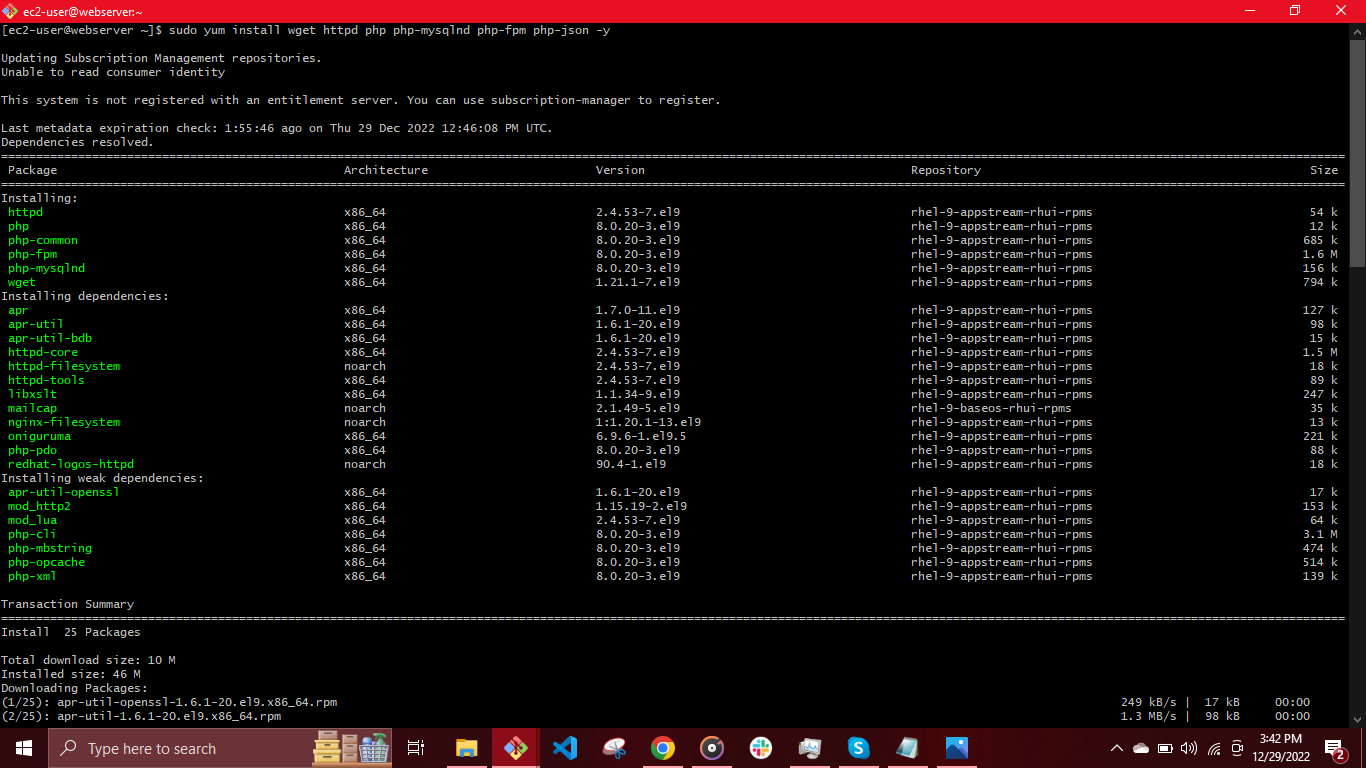 ec2-user@webserver:~
[ec2-user@webserver ~]$ sudo yum install wget httpd php php-mysqlnd php-fpm php-json -y
Updating Subscription Management repositories.
Unable to read consumer identity
This system is not registered with an entitlement server. You can use subscription-manager to register.
Last metadata expiration check: 1:55:46 ago on Thu 29 Dec 2022 12:46:08 PM UTC.
Dependencies resolved.
Package Architecture Version Repository Size
Installing:
httpd x86_64 2.4.53-7.el9 rhel-9-appstream-rhui-rpms 54 k
php x86_64 8.0.20-3.el9 rhel-9-appstream-rhui-rpms 12 k
php-common x86_64 8.0.20-3.el9 rhel-9-appstream-rhui-rpms 685 k
php-fpm x86_64 8.0.20-3.el9 rhel-9-appstream-rhui-rpms 1.6 M
php-mysqlnd x86_64 8.0.20-3.el9 rhel-9-appstream-rhui-rpms 156 k
wget x86_64 1.21.1-7.el9 rhel-9-appstream-rhui-rpms 794 k
Installing dependencies:
apr x86_64 1.7.0-11.el9 rhel-9-appstream-rhui-rpms 127 k
apr-util x86_64 1.6.1-20.el9 rhel-9-appstream-rhui-rpms 98 k
apr-util-bdb x86_64 1.6.1-20.el9 rhel-9-appstream-rhui-rpms 15 k
httpd-core x86_64 2.4.53-7.el9 rhel-9-appstream-rhui-rpms 1.5 M
httpd-filesystem noarch 2.4.53-7.el9 rhel-9-appstream-rhui-rpms 18 k
httpd-tools x86_64 2.4.53-7.el9 rhel-9-appstream-rhui-rpms 89 k
libxslt x86_64 1.1.34-9.el9 rhel-9-appstream-rhui-rpms 247 k
mailcap noarch 2.1.49-5.el9 rhel-9-baseos-rhui-rpms 35 k
nginx-filesystem noarch 1:1.20.1-13.el9 rhel-9-appstream-rhui-rpms 13 k
oniguruma x86_64 6.9.6-1.el9.5 rhel-9-appstream-rhui-rpms 221 k
php-pdo x86_64 8.0.20-3.el9 rhel-9-appstream-rhui-rpms 88 k
redhat-logos-httpd noarch 90.4-1.el9 rhel-9-appstream-rhui-rpms 18 k
Installing weak dependencies:
apr-util-openssl x86_64 1.6.1-20.el9 rhel-9-appstream-rhui-rpms 17 k
mod_http2 x86_64 1.15.19-2.el9 rhel-9-appstream-rhui-rpms 153 k
mod_lua x86_64 2.4.53-7.el9 rhel-9-appstream-rhui-rpms 64 k
php-cli x86_64 8.0.20-3.el9 rhel-9-appstream-rhui-rpms 3.1 M
php-mbstring x86_64 8.0.20-3.el9 rhel-9-appstream-rhui-rpms 474 k
php-opcache x86_64 8.0.20-3.el9 rhel-9-appstream-rhui-rpms 514 k
php-xml x86_64 8.0.20-3.el9 rhel-9-appstream-rhui-rpms 139 k
Transaction Summary
Install 25 Packages
Total download size: 10 M
Installed size: 46 M
Downloading Packages:
(1/25): apr-util-openssl-1.6.1-20.el9.x86_64.rpm 249 kB/s | 17 kB 00:00
(2/25): apr-util-1.6.1-20.el9.x86_64.rpm 1.3 MB/s | 98 kB 00:00
Type here to search
3:42 PM
12/29/2022
2